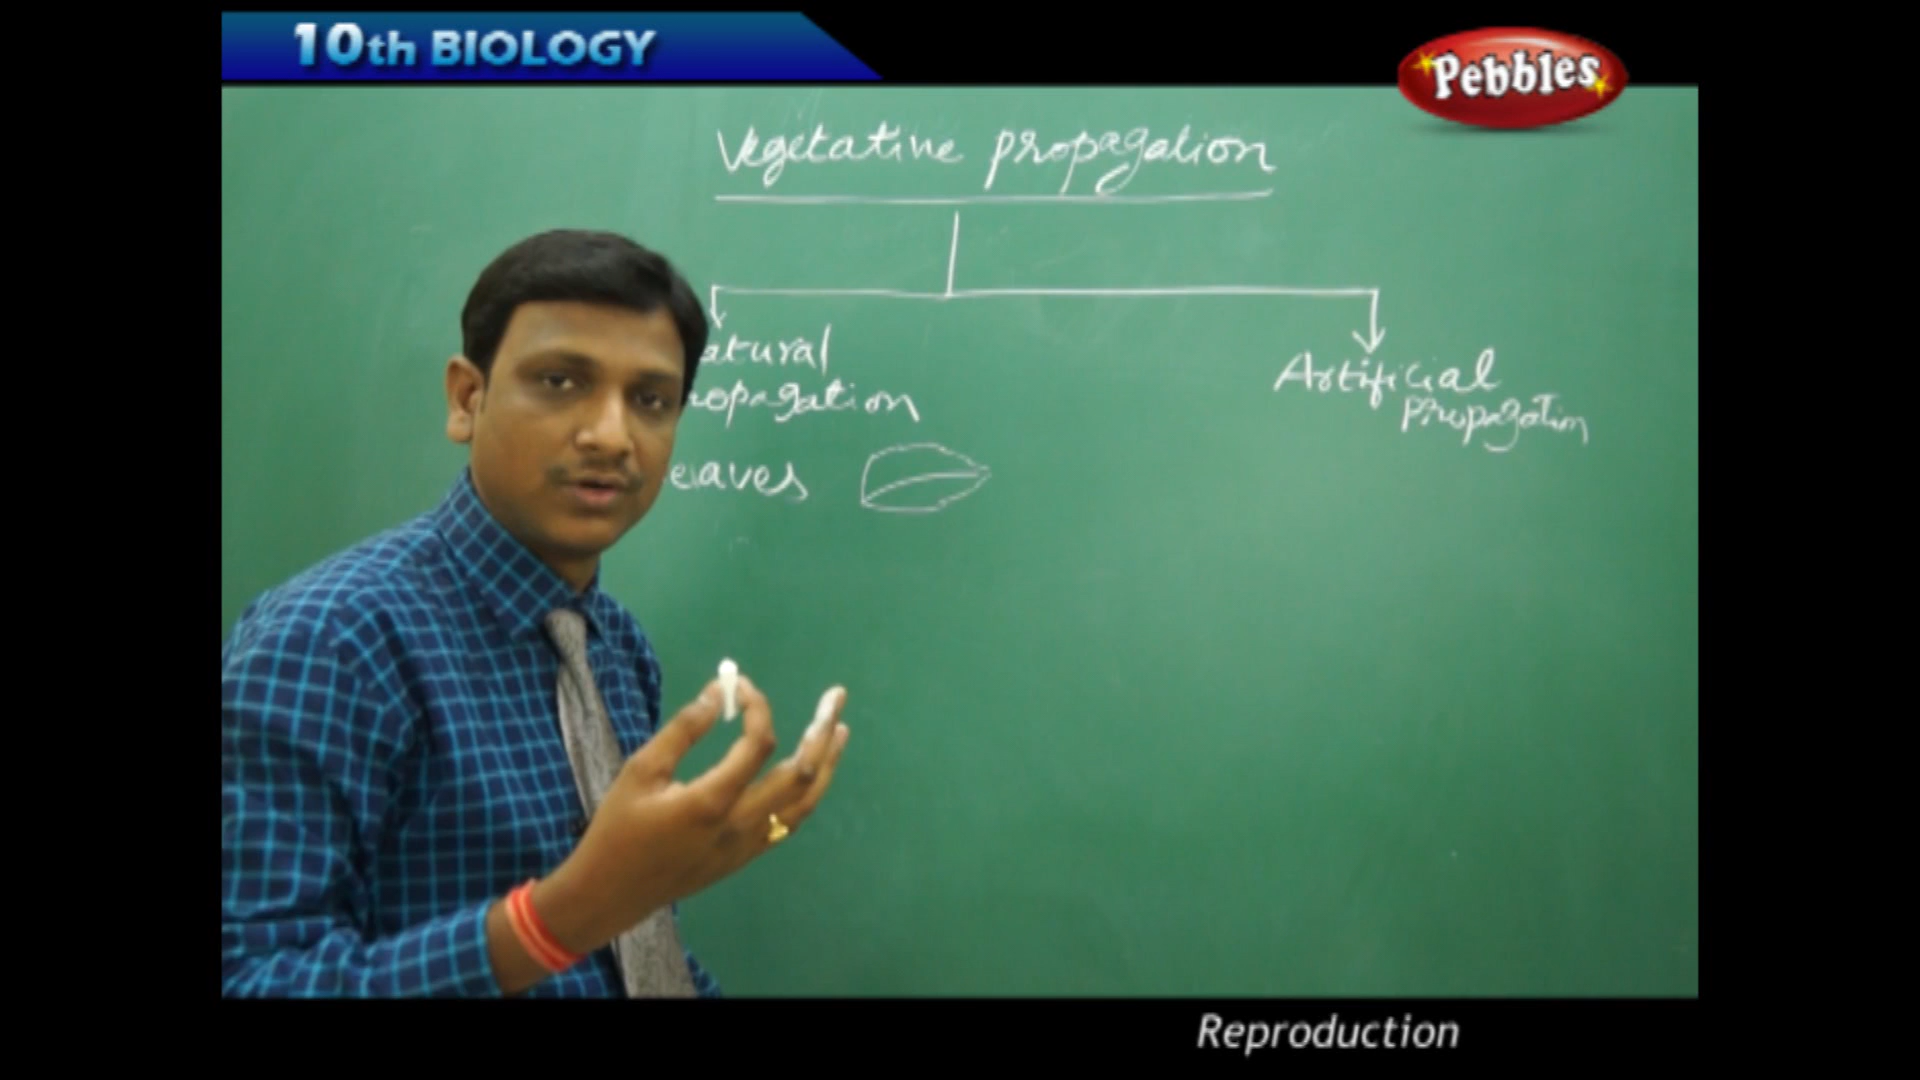 10th BIOLOGY
Pebbles
Vegetative propagation
atural
ropagation
Artificial
Propagation
eaves
Reproduction